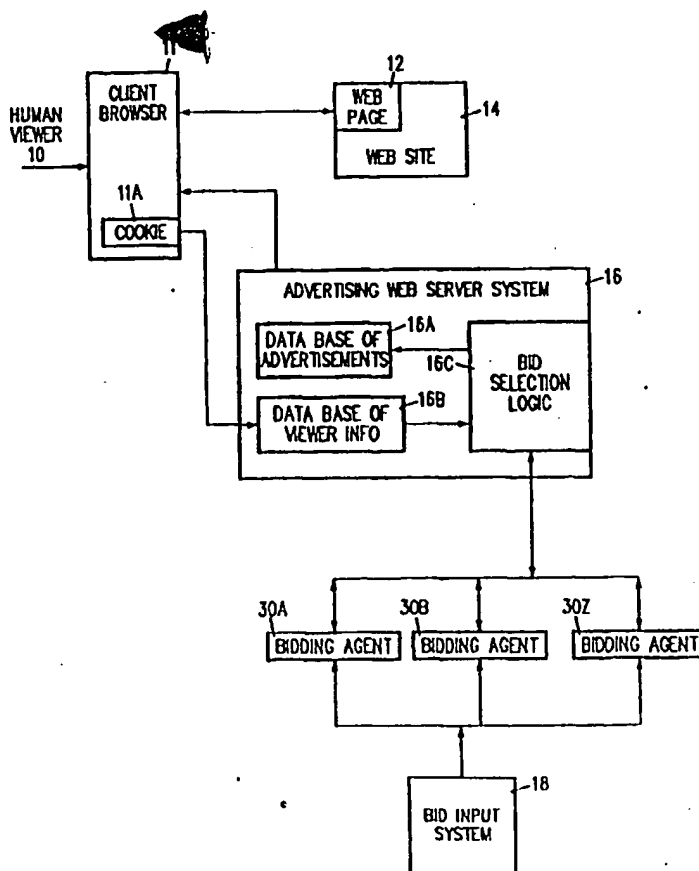 CLIENT
BROWSER
HUMAN
VIEWER
10
11A
COOKIE
12
WEB
PAGE
14
WEB SITE
16
ADVERTISING WEB SERVER SYSTEM
16A
DATA BASE OF
ADVERTISEMENTS
16C
BID
SELECTION
LOGIC
16B
DATA BASE OF
VIEWER INFO
30A
BIDDING AGENT
30B
BIDDING AGENT
30Z
BIDDING AGENT
18
BID INPUT
SYSTEM